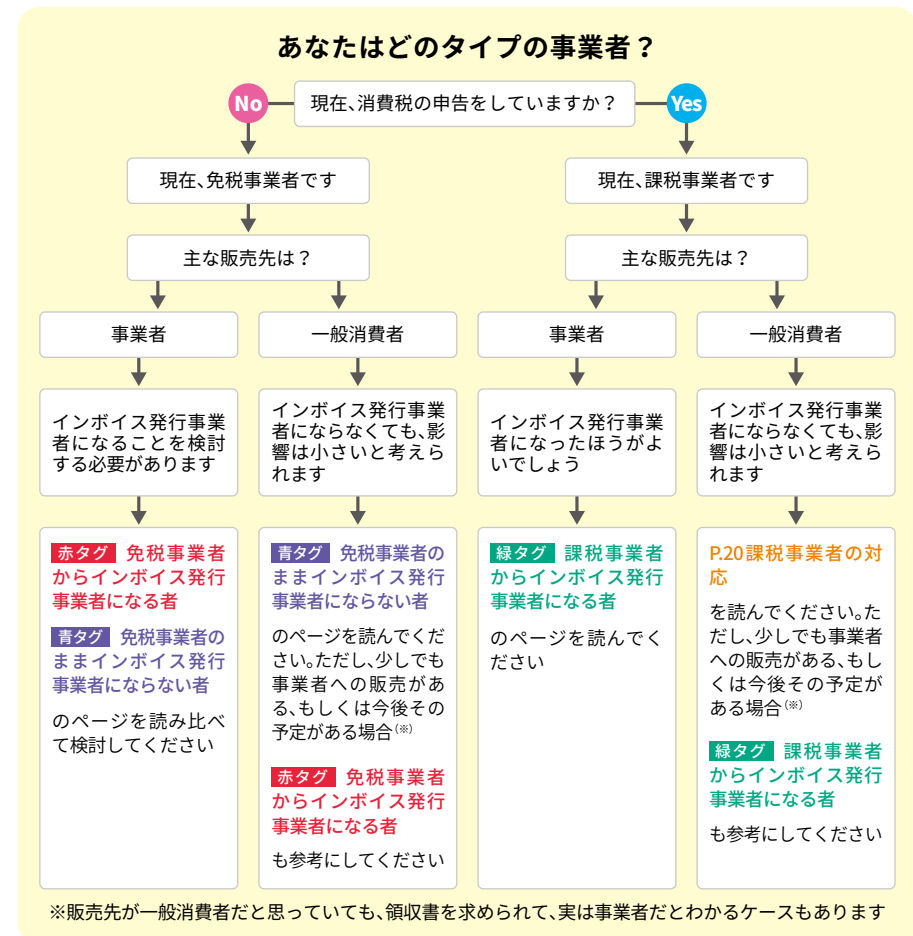 あなたはどのタイプの事業者？
No
現在、消費税の申告をしていますか？
Yes
現在、免税事業者です
現在、課税事業者です
主な販売先は？
主な販売先は？
事業者
一般消費者
事業者
一般消費者
インボイス発行事業
者になることを検討
する必要があります
インボイス発行事業
者にならなくても、影
響は小さいと考えら
れます
インボイス発行事業
者になったほうがよ
いでしょう
インボイス発行事業
者にならなくても、影
響は小さいと考えら
れます
赤タグ 免税事業者
からインボイス発行
事業者になる者
青タグ 免税事業者の
ままインボイス発行
事業者にならない者
のページを読み比べ
て検討してください
青タグ 免税事業者の
ままインボイス発行
事業者にならない者
のページを読んでくだ
さい。ただし、少しでも
事業者への販売があ
る、もしくは今後その
予定がある場合(※)
赤タグ 免税事業者
からインボイス発行
事業者になる者
も参考にしてください
緑タグ 課税事業者
からインボイス発行
事業者になる者
のページを読んでく
ださい
P.20課税事業者の対
応
を読んでください。た
だし、少しでも事業者
への販売がある、もし
くは今後その予定が
ある場合(※)
緑タグ 課税事業者
からインボイス発行
事業者になる者
も参考にしてください
※販売先が一般消費者だと思っていても、領収書を求められて、実は事業者だとわかるケースもあります